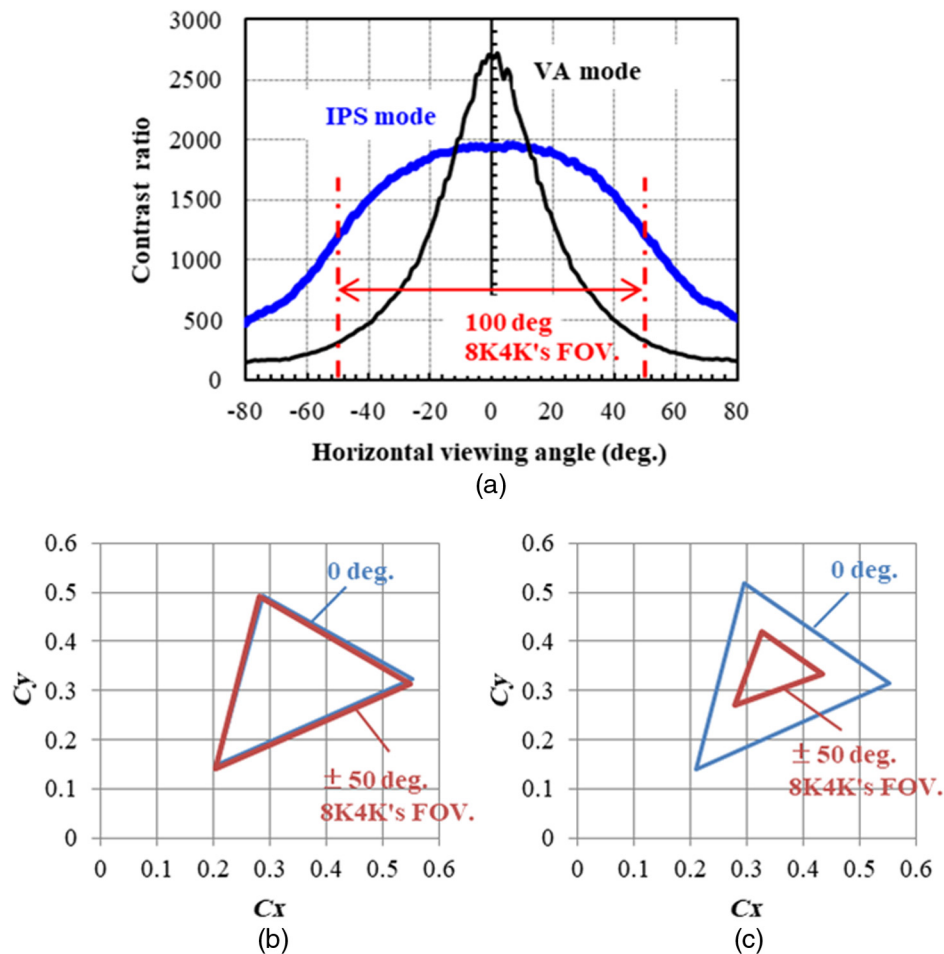 3000
2500
2000
1500
1000
500
0
Contrast ratio
VA mode
IPS mode
100 deg
8K4K's FOV.
-80 -60 -40 -20 0 20 40 60 80
Horizontal viewing angle (deg.)
(a)
0.6
0.5
0.4
0.3
0.2
0.1
0
Cy
0 deg.
± 50 deg.
8K4K's FOV.
0 0.1 0.2 0.3 0.4 0.5 0.6
Cx
(b)
0.6
0.5
0.4
0.3
0.2
0.1
0
Cy
0 deg.
± 50 deg.
8K4K's FOV.
0 0.1 0.2 0.3 0.4 0.5 0.6
Cx
(c)